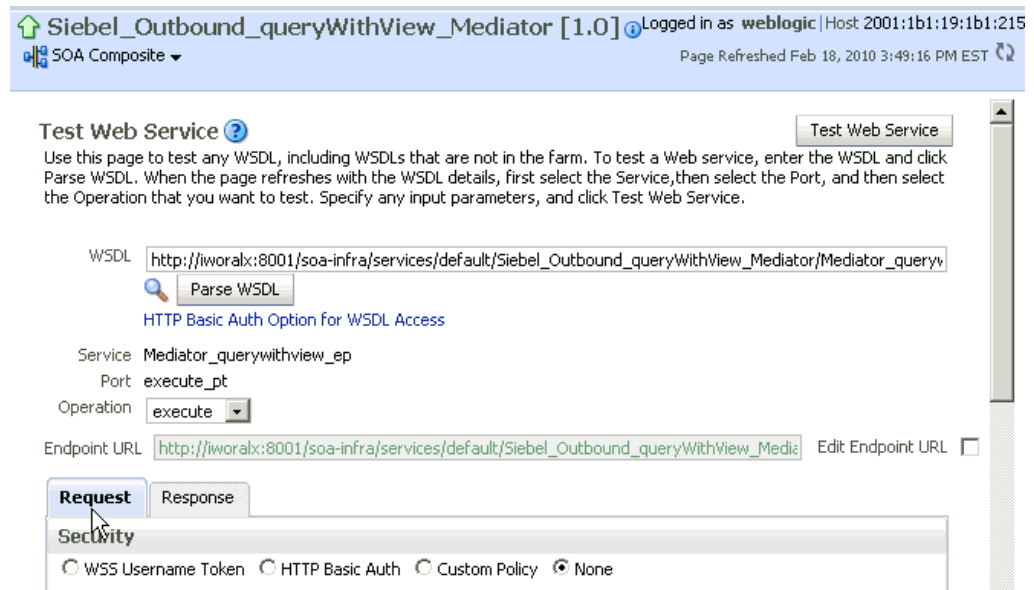 Siebel_Outbound_queryWithView_Mediator [1.0] Logged in as weblogic|Host 2001:1b1:19:1b1:215
SOA Composite Page Refreshed Feb 18, 2010 3:49:16 PM EST
Test Web Service Test Web Service
Use this page to test any WSDL, including WSDLs that are not in the farm. To test a Web service, enter the WSDL and click
Parse WSDL. When the page refreshes with the WSDL details, first select the Service,then select the Port, and then select
the Operation that you want to test. Specify any input parameters, and click Test Web Service.
WSDL http://iworalx:8001/soa-infra/services/default/Siebel_Outbound_queryWithView_Mediator/Mediator_queryw
Parse WSDL
HTTP Basic Auth Option for WSDL Access
Service Mediator_querywithview_ep
Port execute_pt
Operation execute
Endpoint URL http://iworalx:8001/soa-infra/services/default/Siebel_Outbound_queryWithView_Media Edit Endpoint URL
Request Response
Security
WSS Username Token HTTP Basic Auth Custom Policy None